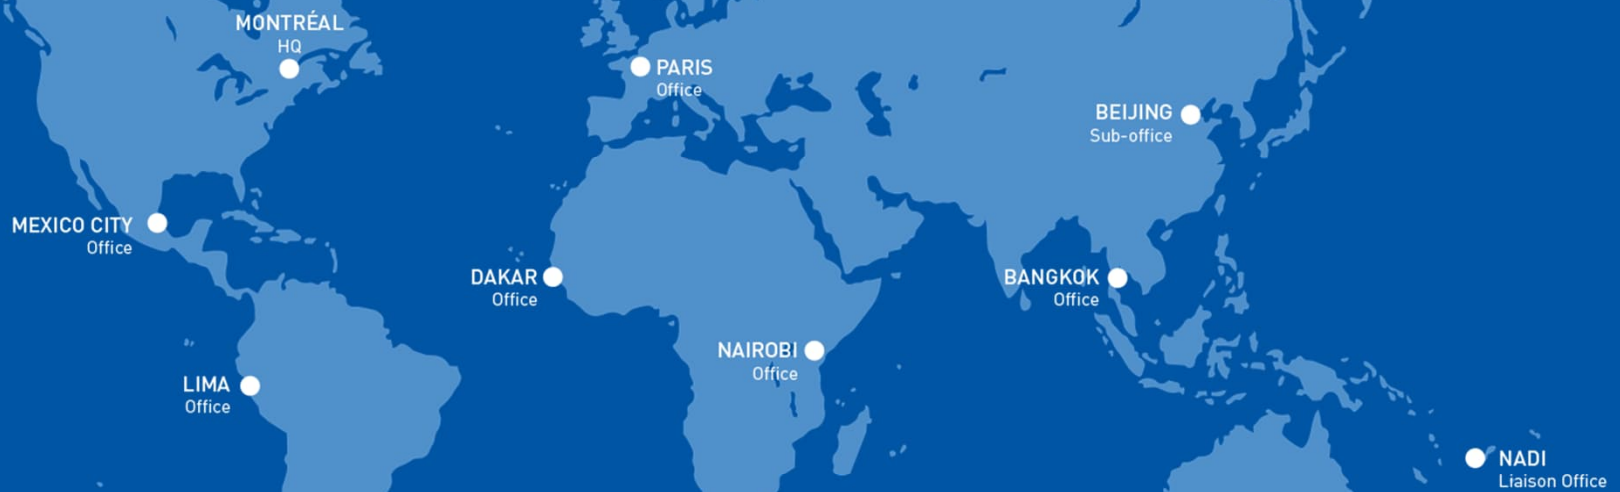 MONTRÉAL
HQ
PARIS
Office
BEIJING
Sub-office
MEXICO CITY
Office
DAKAR
Office
BANGKOK
Office
NAIROBI
Office
LIMA
Office
NADI
Liaison Office